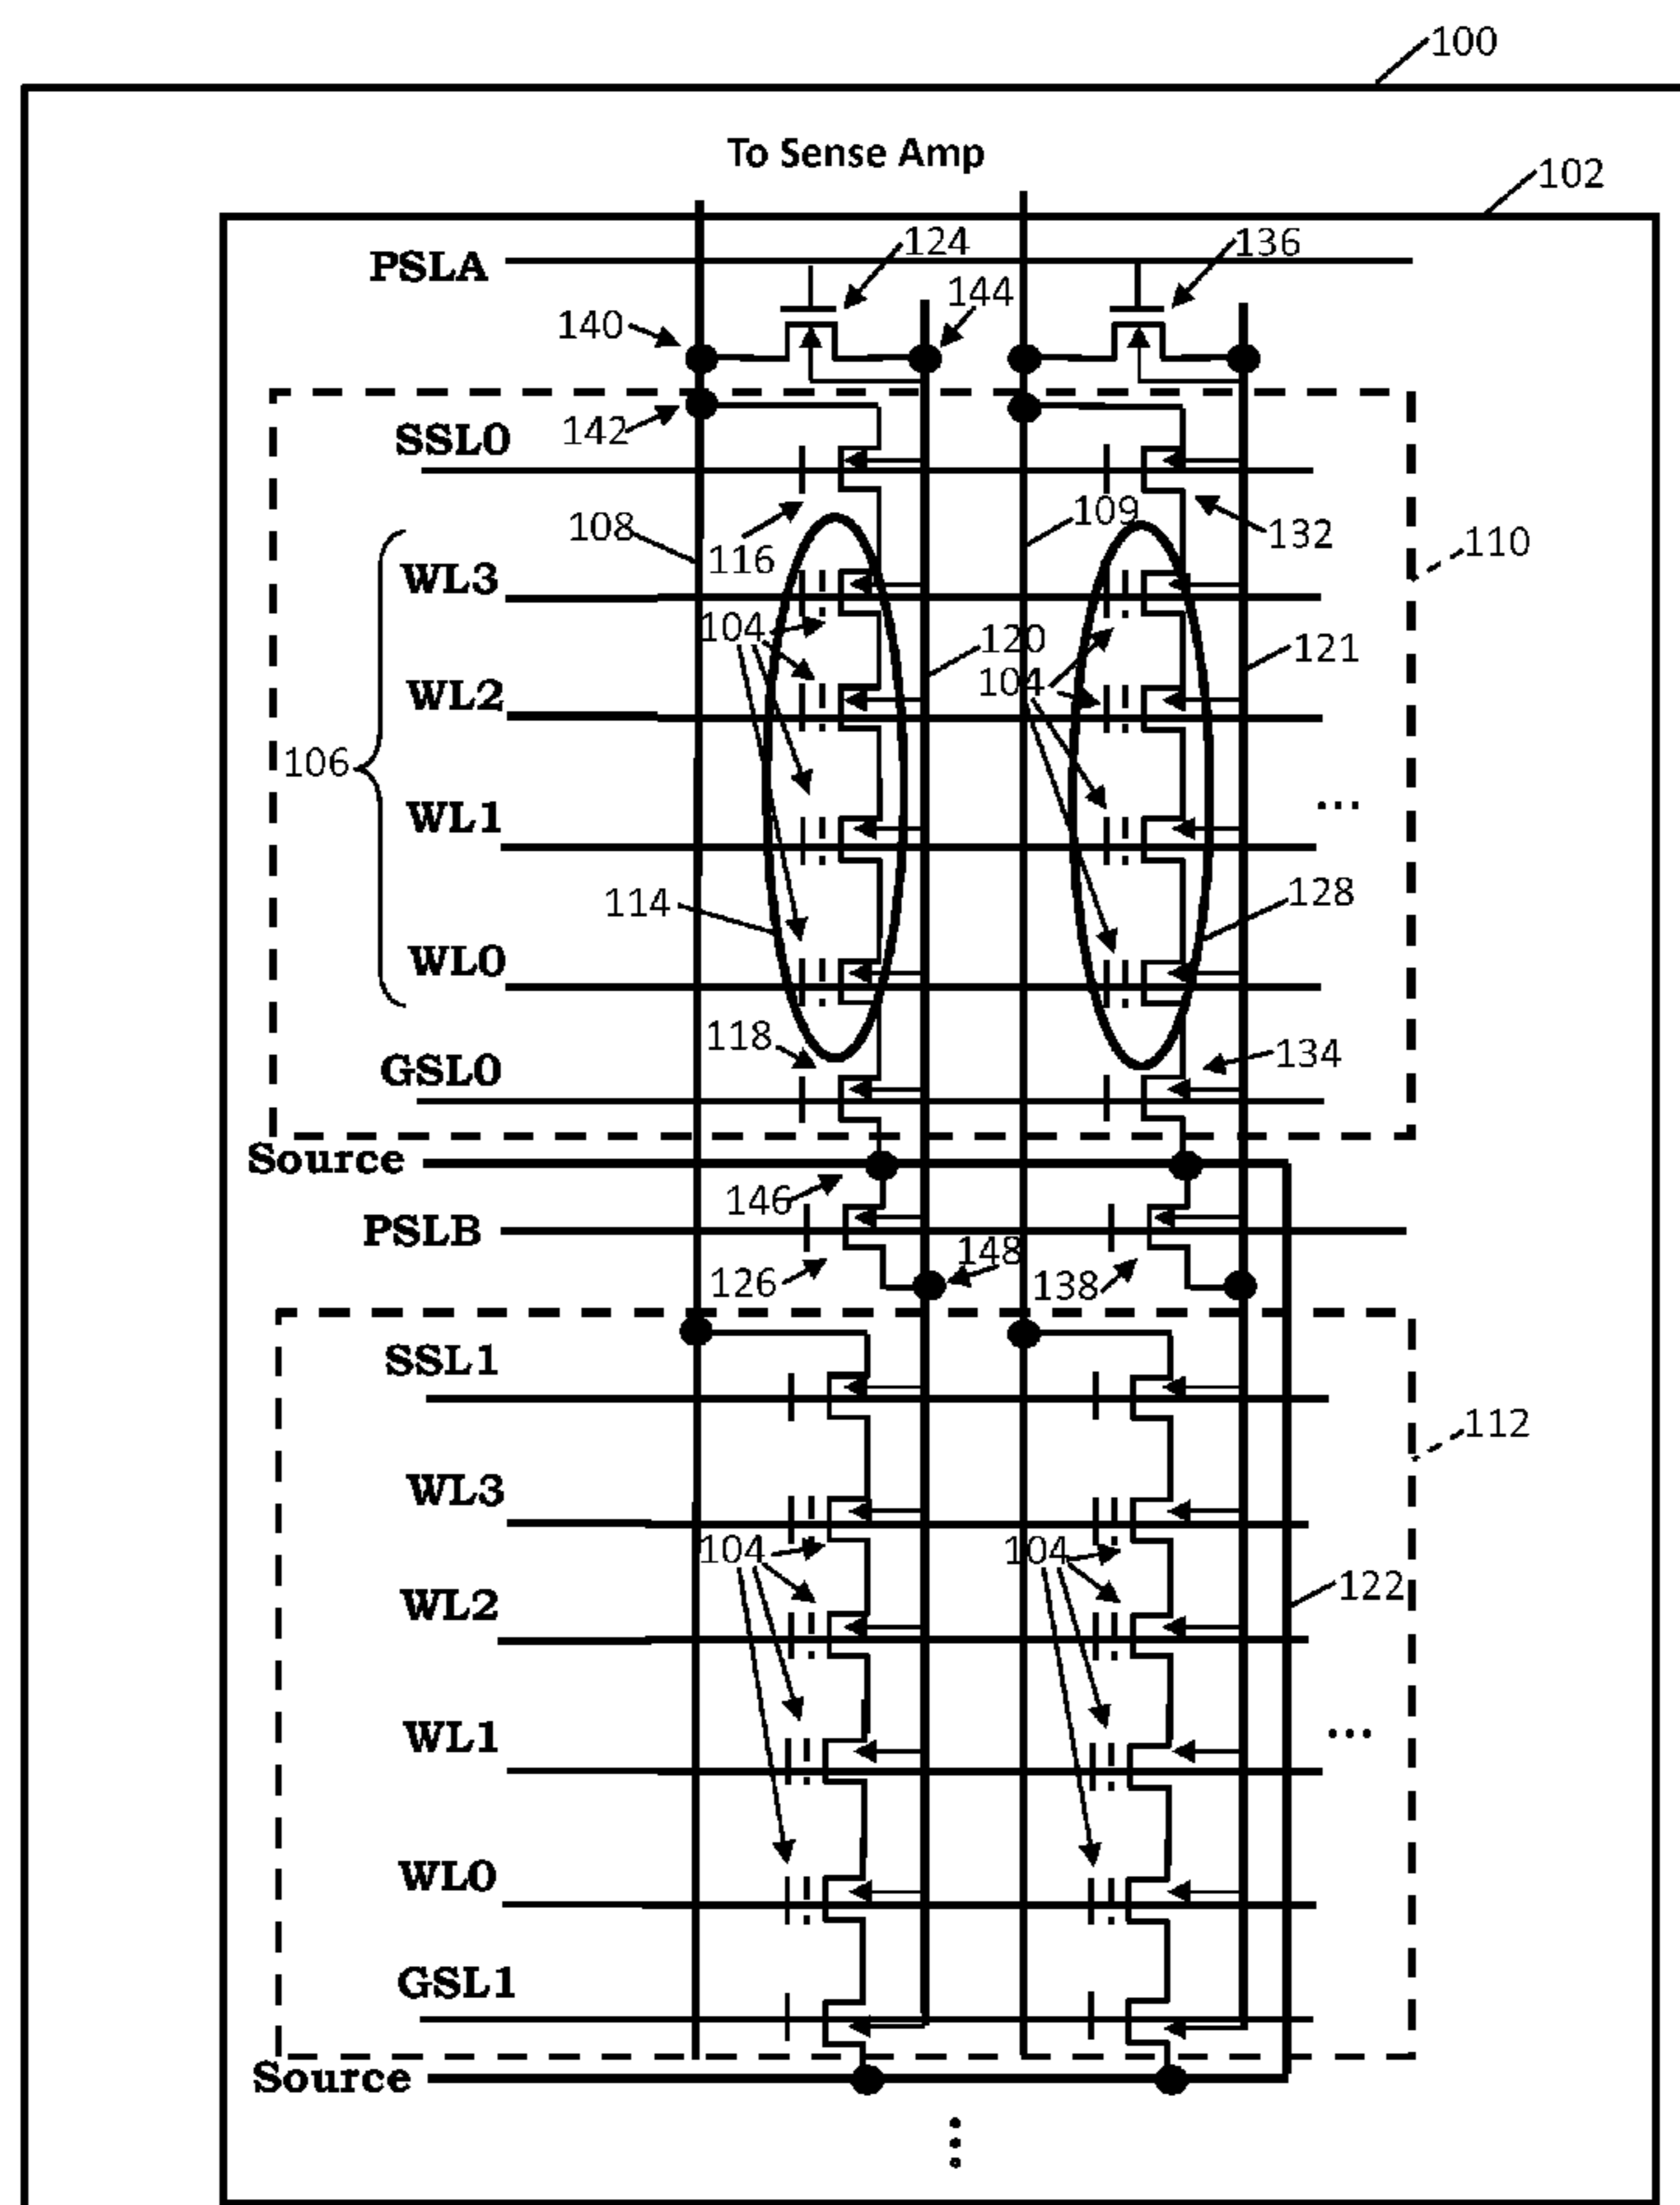 100
To Sense Amp
102
PSLA
124
136
140
144
142
SSL0
108
116
109
132
110
WL3
104
120
121
WL2
104
106
WL1
...
114
128
WL0
118
134
GSL0
Source
146
PSLB
148
126
138
SSL1
112
WL3
104
104
122
WL2
WL1
...
WL0
GSL1
Source